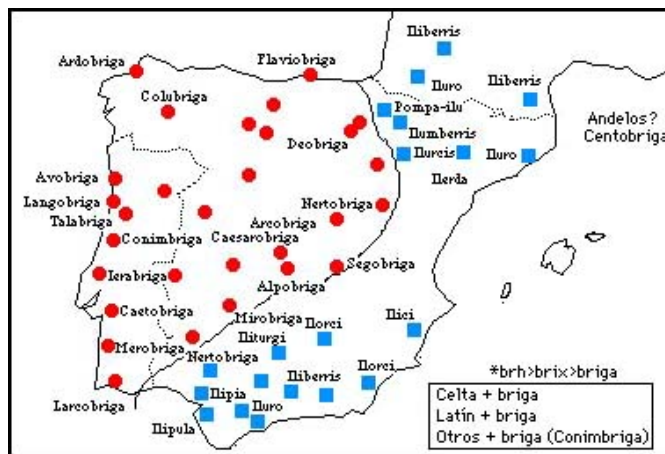 Iliberris
Ardobriga
Flaviobriga
Iluro
Iliberris
Colubriga
Pompa-ilu
Andelos?
Centobriga
Deobriga
Ilumberris
Ilurcis
Iluro
Avobriga
Ilerda
Langobriga
Nertobriga
Talabriga
Arcobriga
Conimbriga
Caesarobriga
Segobriga
Ierabriga
Alpobriga
Caetobriga
Mirobriga
Ilorci
Ilici
Iliturgi
Merobriga
Nertobriga
Ilorci
*brh>brix>briga
Ilipia
Iliberris
Larcobriga
Iluro
Celta + briga
Latín + briga
Ilipula
Otros + briga (Conimbriga)